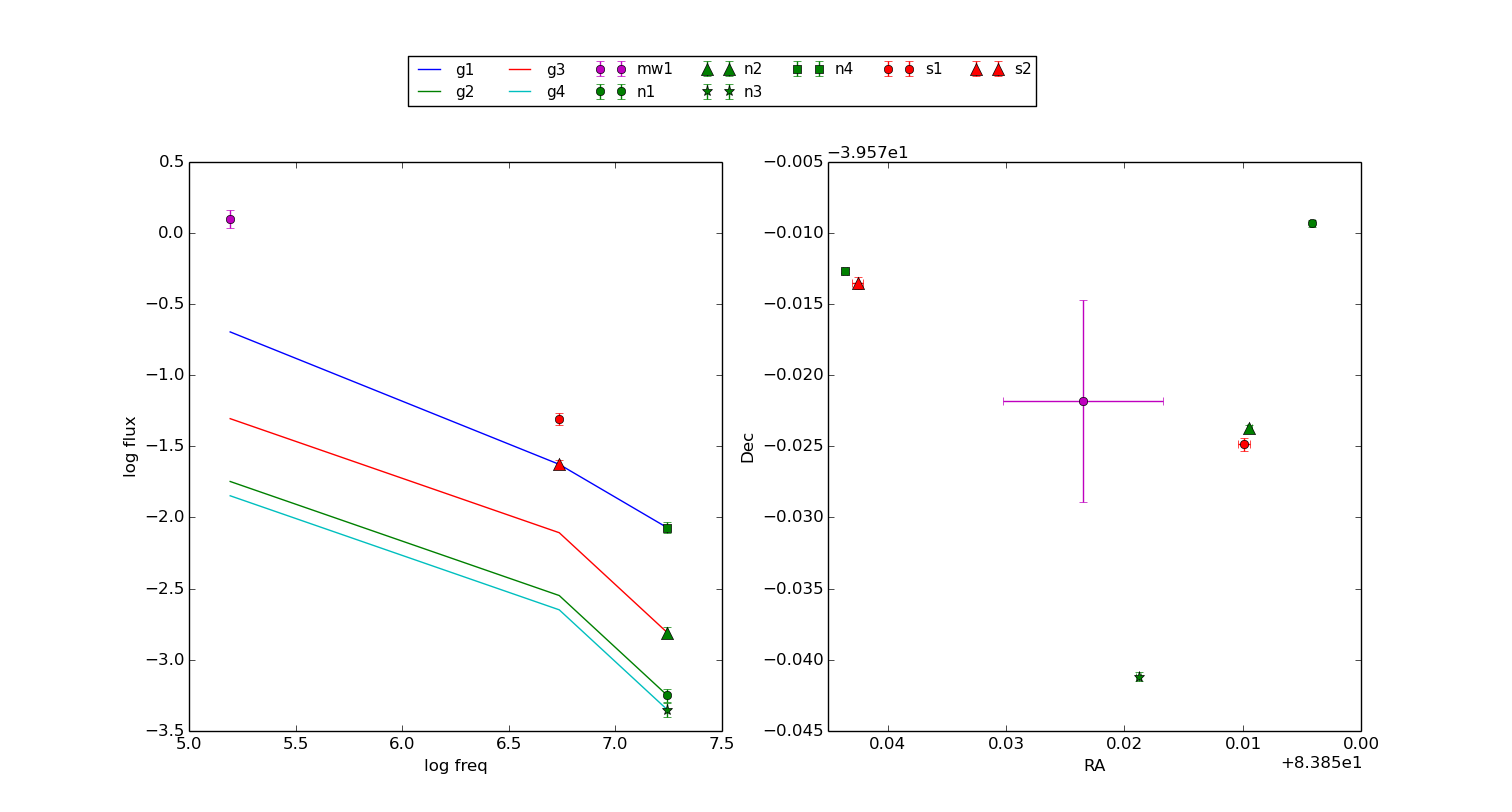 g1 g3 mw1 n2 n4 s1 s2
g2 g4 n1 n3
−3.957e1
0.5 −0.005
0.0 −0.010
−0.5 −0.015
−1.0 −0.020
log flux Dec
−1.5 −0.025
−2.0 −0.030
−2.5 −0.035
−3.0 −0.040
−3.5 −0.045
5.0 5.5 6.0 6.5 7.0 7.5 0.04 0.03 0.02 0.01 0.00
log freq RA +8.385e1